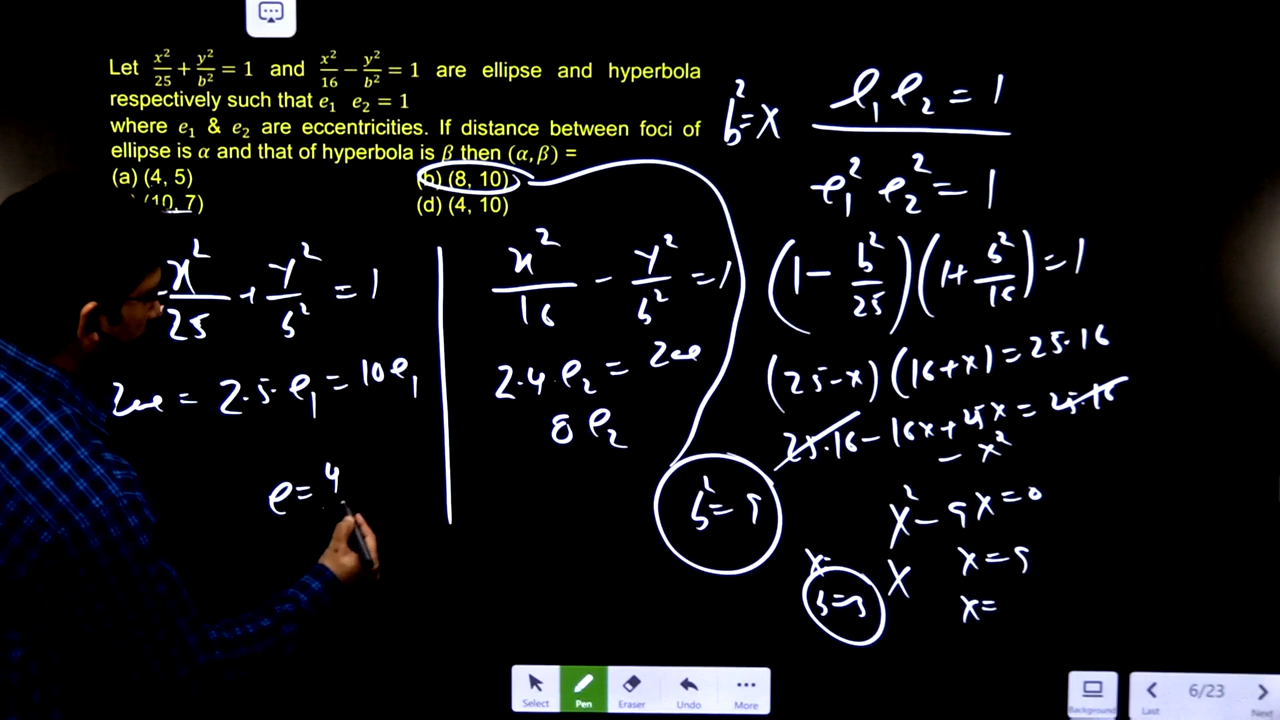 Let x²/25 + y²/b² = 1 and x²/16 − y²/b² = 1 are ellipse and hyperbola
respectively such that e₁ e₂ = 1
where e₁ & e₂ are eccentricities. If distance between foci of
ellipse is α and that of hyperbola is β then (α, β) =
(a) (4, 5)
(b) (8, 10)
(10, 7)
(d) (4, 10)
x²/25 + y²/b² = 1
2ae = 2·5·e₁ = 10e₁
e = 4
x²/16 − y²/b² = 1
2·4·e₂ = 2ae
8e₂
b² = 9
b² = x
e₁e₂ = 1
e₁² e₂² = 1
(1 − b²/25)(1 + b²/16) = 1
(25 − x)(16 + x) = 25·16
25·16 − 16x + 25x = 25·16
− x²
x² − 9x = 0
x = 9
x =
Select
Pen
Eraser
Undo
More
Background
Last
6/23
Next